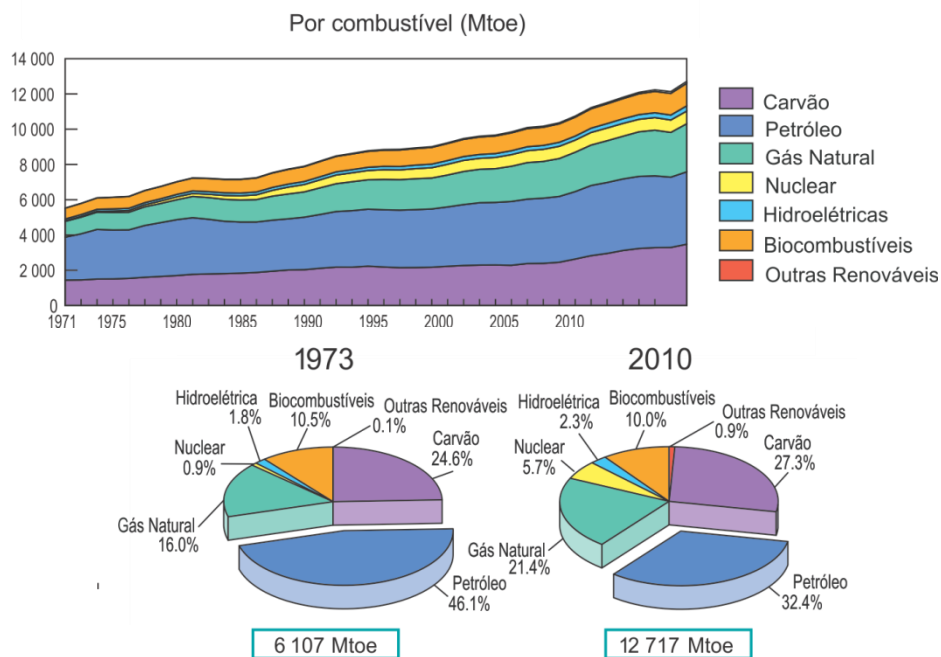 Por combustível (Mtoe)
14 000
12 000
10 000
8 000
6 000
4 000
2 000
0
1971 1975 1980 1985 1990 1995 2000 2005 2010
Carvão
Petróleo
Gás Natural
Nuclear
Hidroelétricas
Biocombustíveis
Outras Renováveis
1973
Hidroelétrica
1.8%
Biocombustíveis
10.5%
Outras Renováveis
0.1%
Nuclear
0.9%
Carvão
24.6%
Gás Natural
16.0%
Petróleo
46.1%
6 107 Mtoe
2010
Hidroelétrica
2.3%
Biocombustíveis
10.0%
Outras Renováveis
0.9%
Nuclear
5.7%
Carvão
27.3%
Gás Natural
21.4%
Petróleo
32.4%
12 717 Mtoe